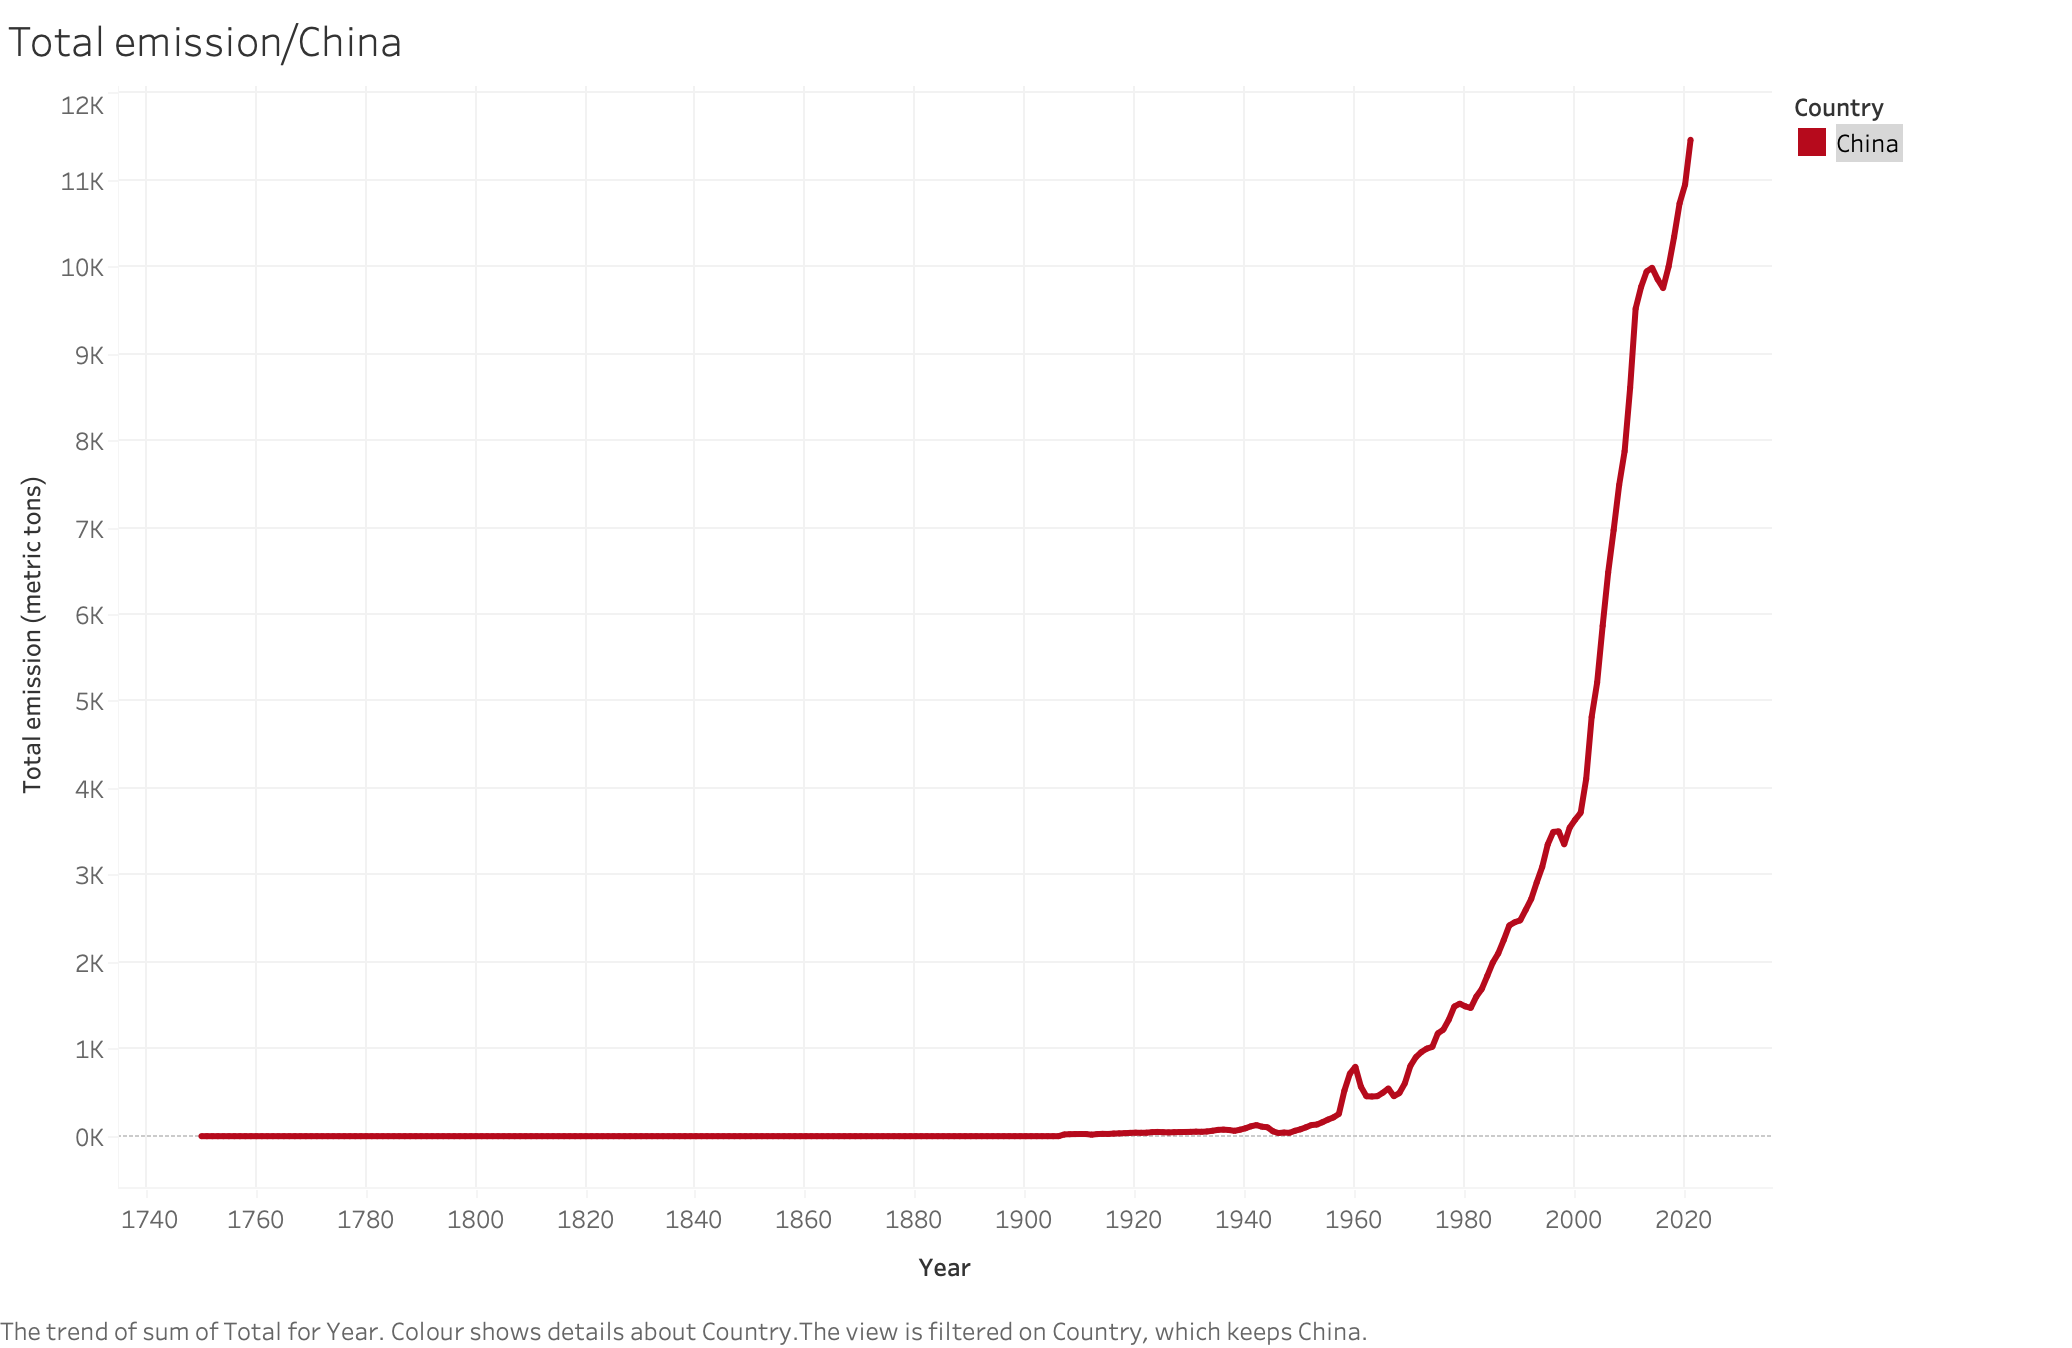 Total emission/China
Country
China
12K
11K
10K
9K
8K
7K
6K
5K
4K
3K
2K
1K
0K
Total emission (metric tons)
1740 1760 1780 1800 1820 1840 1860 1880 1900 1920 1940 1960 1980 2000 2020
Year
The trend of sum of Total for Year. Colour shows details about Country.The view is filtered on Country, which keeps China.